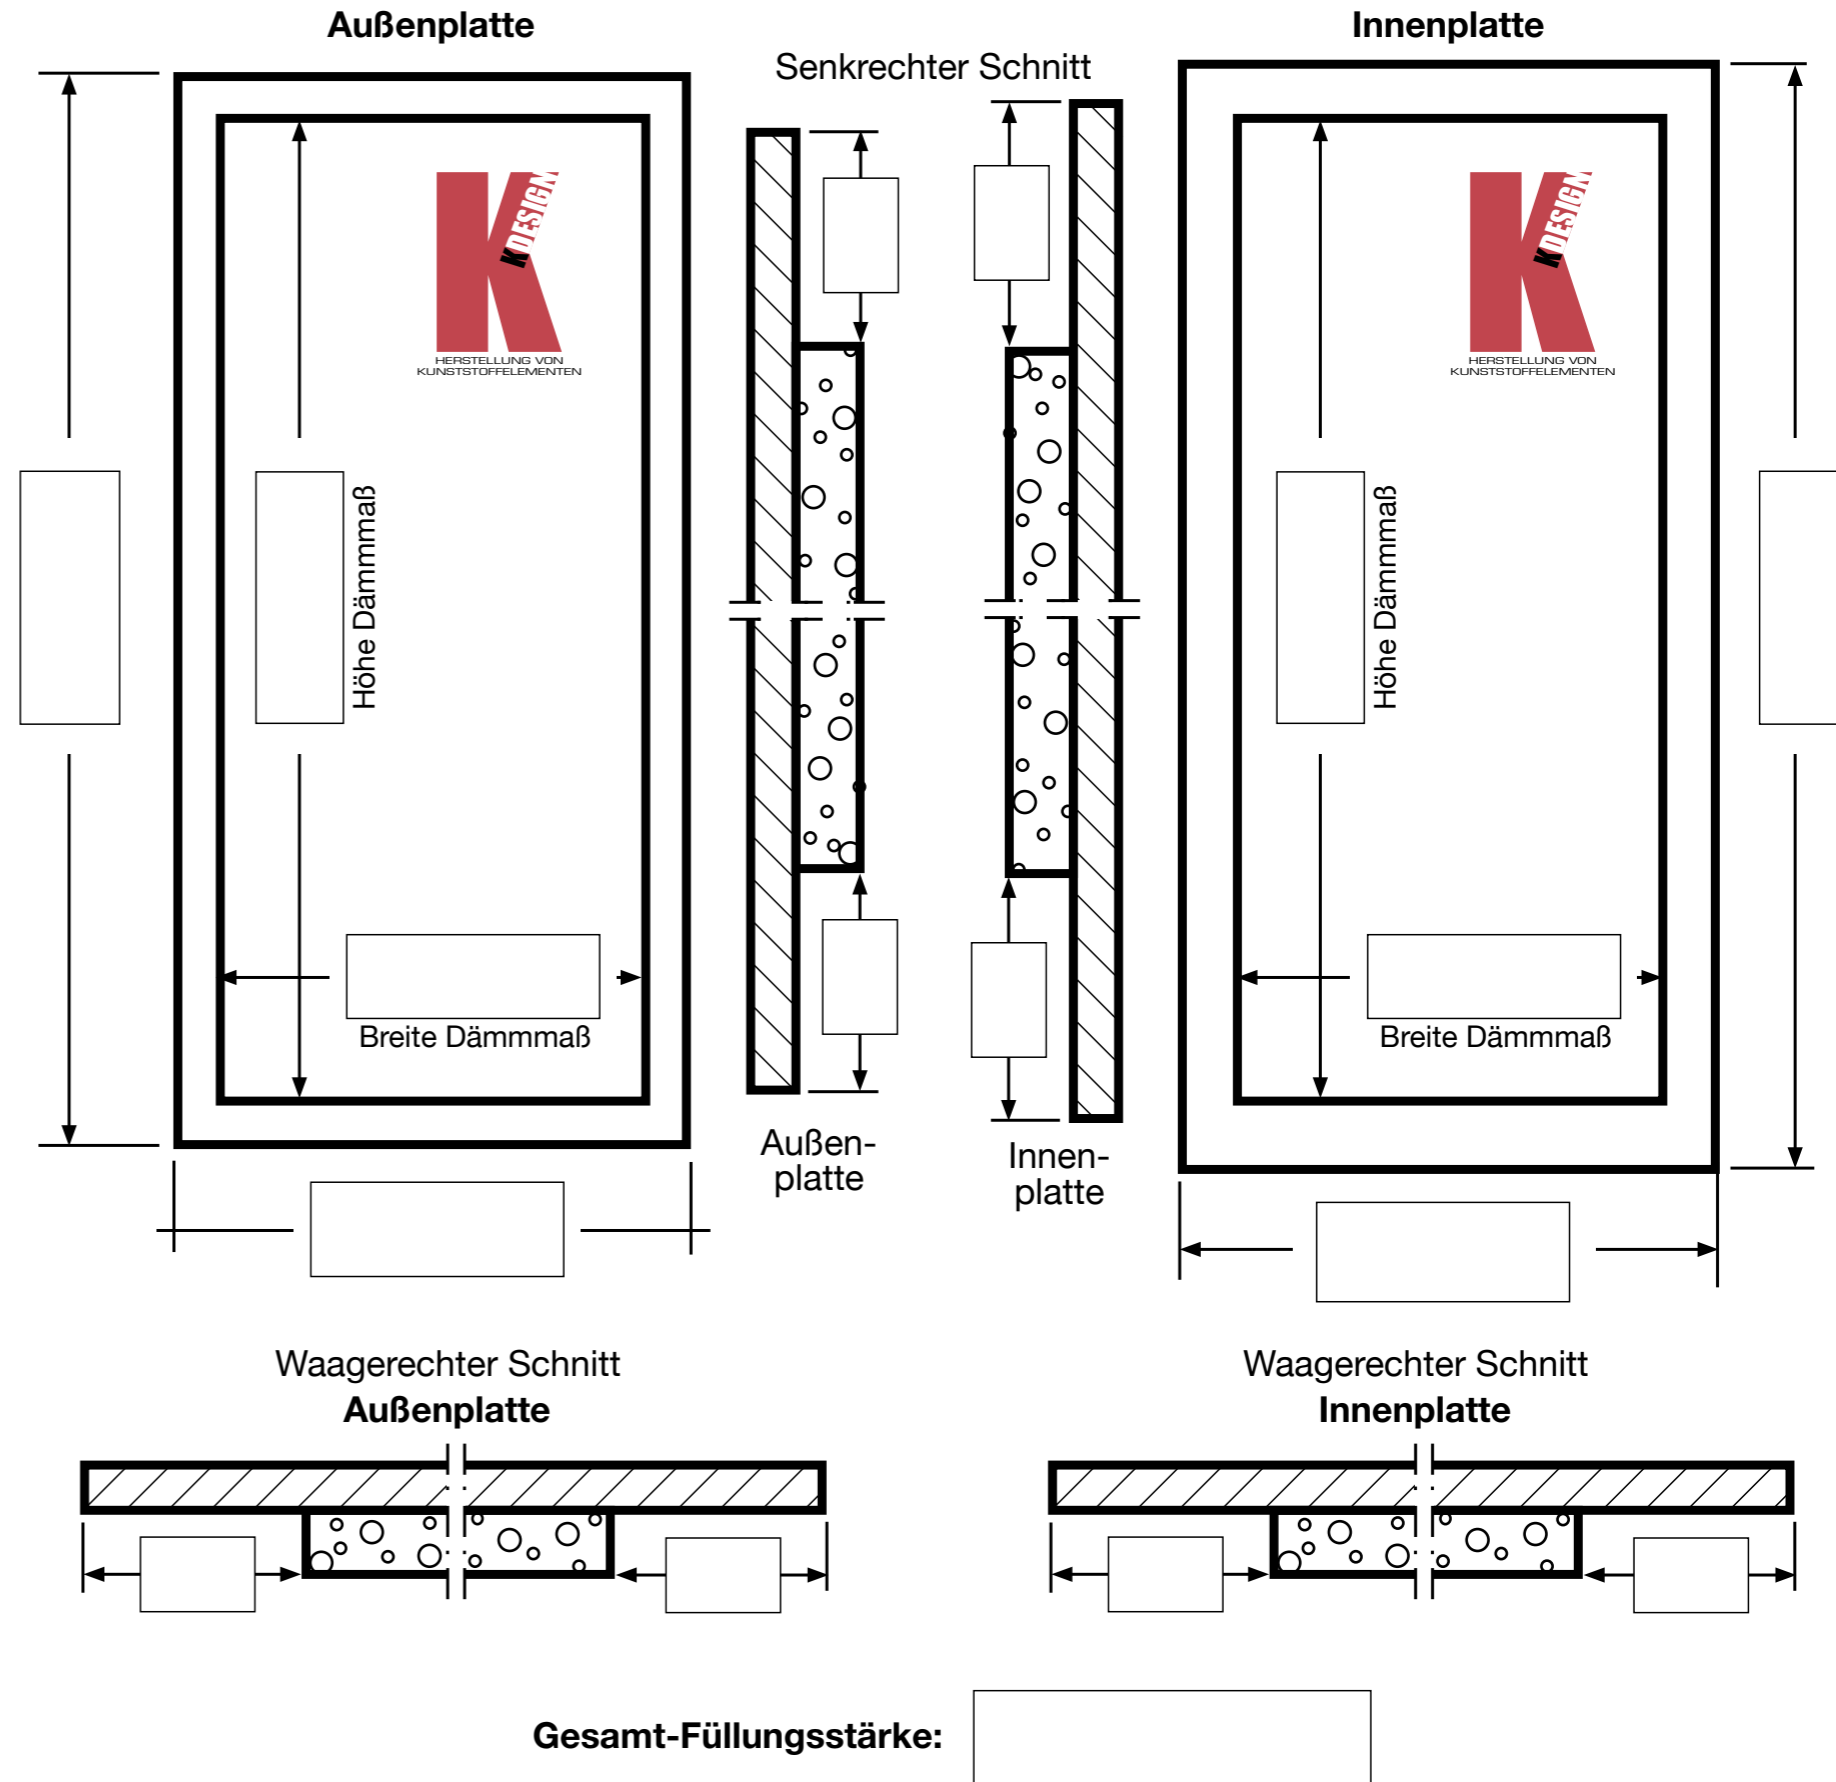 Außenplatte
Innenplatte
Senkrechter Schnitt
KDESIGN
HERSTELLUNG VON
KUNSTSTOFFELEMENTEN
KDESIGN
HERSTELLUNG VON
KUNSTSTOFFELEMENTEN
Höhe Dämmmaß
Höhe Dämmmaß
Breite Dämmmaß
Breite Dämmmaß
Außen-
platte
Innen-
platte
Waagerechter Schnitt
Außenplatte
Waagerechter Schnitt
Innenplatte
Gesamt-Füllungsstärke: